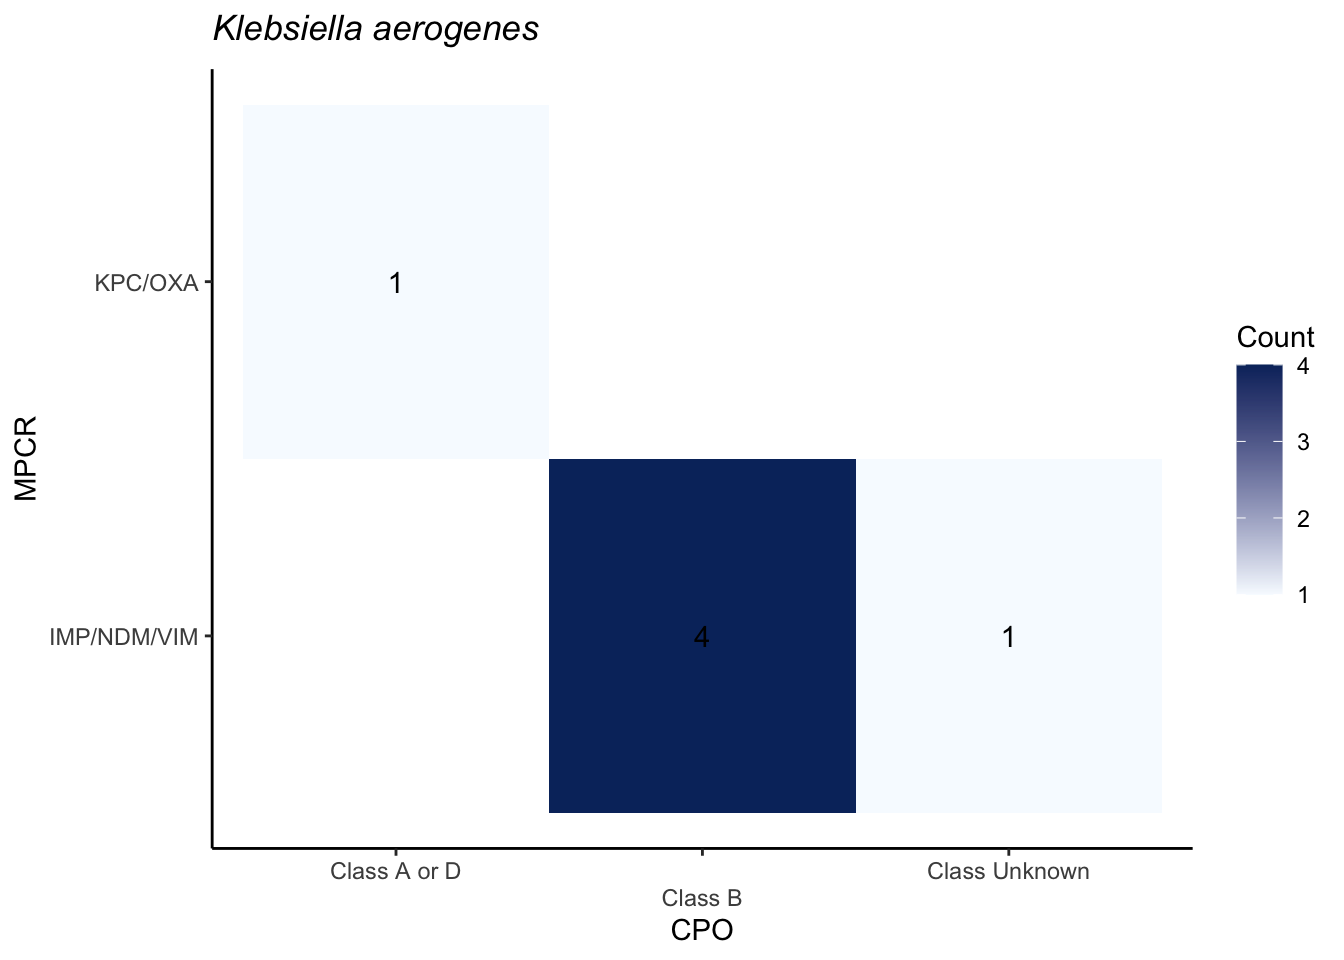 Klebsiella aerogenes
MPCR
KPC/OXA
IMP/NDM/VIM
1
4
1
Class A or D
Class B
Class Unknown
CPO
Count
4
3
2
1